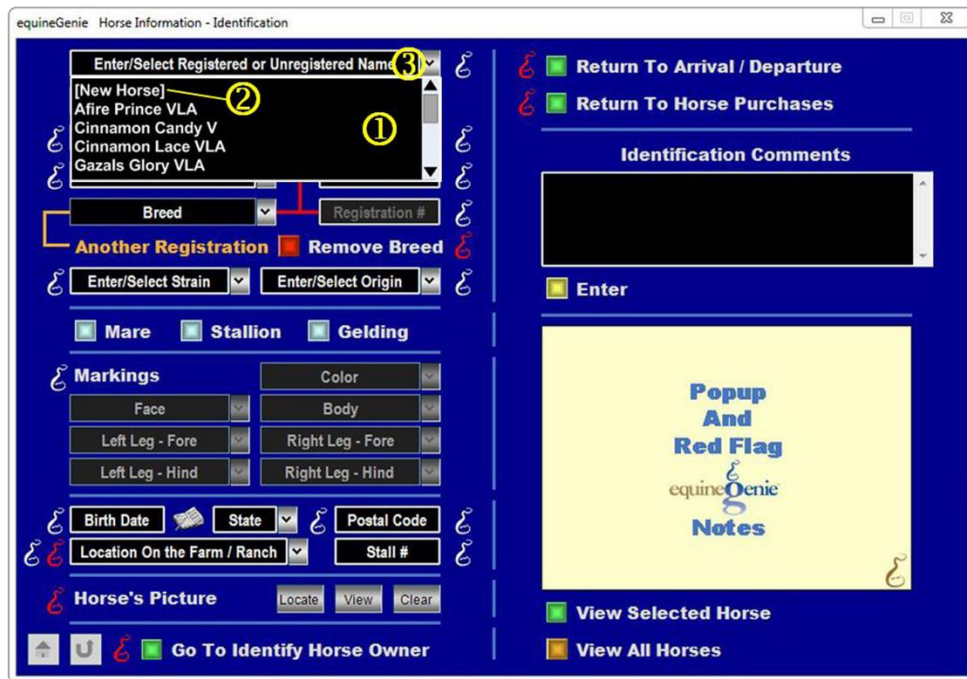 equineGenie Horse Information - Identification
Enter/Select Registered or Unregistered Name
3
[New Horse]
2
Afire Prince VLA
Cinnamon Candy V
1
Cinnamon Lace VLA
Gazals Glory VLA
Breed
Registration #
Another Registration
Remove Breed
Enter/Select Strain
Enter/Select Origin
Mare
Stallion
Gelding
Markings
Color
Face
Body
Left Leg - Fore
Right Leg - Fore
Left Leg - Hind
Right Leg - Hind
Birth Date
State
Postal Code
Location On the Farm / Ranch
Stall #
Horse's Picture
Locate
View
Clear
Go To Identify Horse Owner
Return To Arrival / Departure
Return To Horse Purchases
Identification Comments
Enter
Popup
And
Red Flag
equineGenie
Notes
View Selected Horse
View All Horses